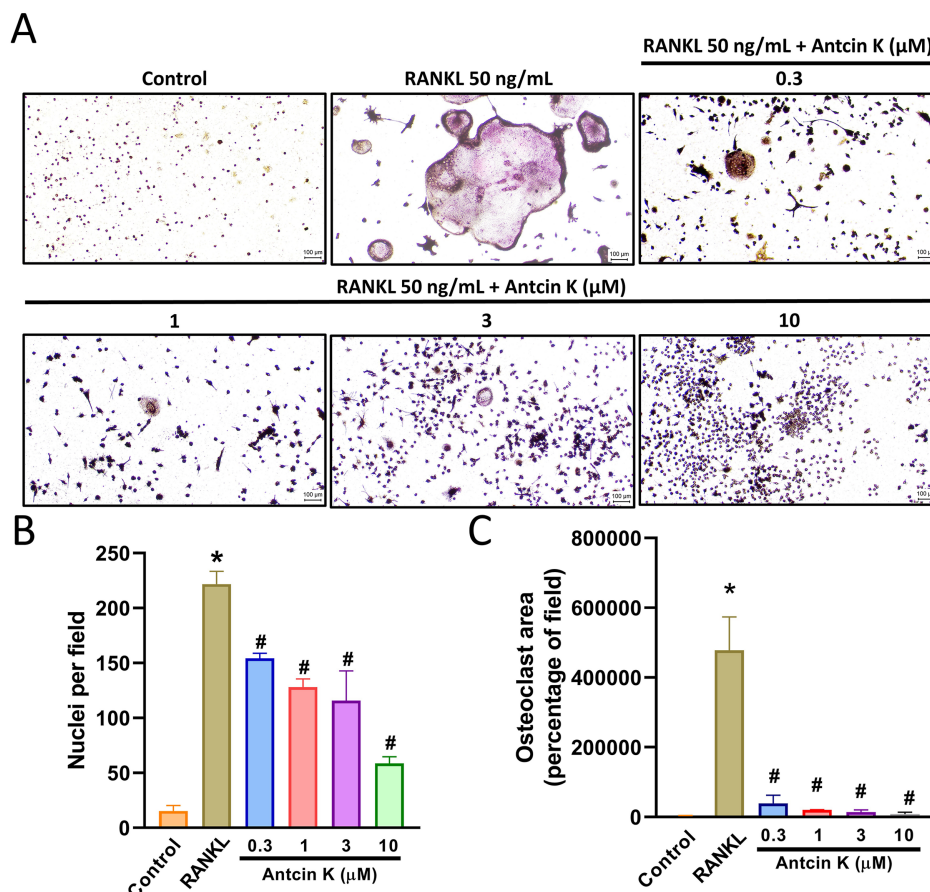 A
RANKL 50 ng/mL + Antcin K (μM)
Control
RANKL 50 ng/mL
0.3
100 μm
100 μm
100 μm
RANKL 50 ng/mL + Antcin K (μM)
1
3
10
100 μm
100 μm
100 μm
B
Nuclei per field
250
200
150
100
50
0
*
#
#
#
#
Control
RANKL
0.3
1
3
10
Antcin K (μM)
C
Osteoclast area
(percentage of field)
800000
600000
400000
200000
0
*
#
#
#
#
Control
RANKL
0.3
1
3
10
Antcin K (μM)